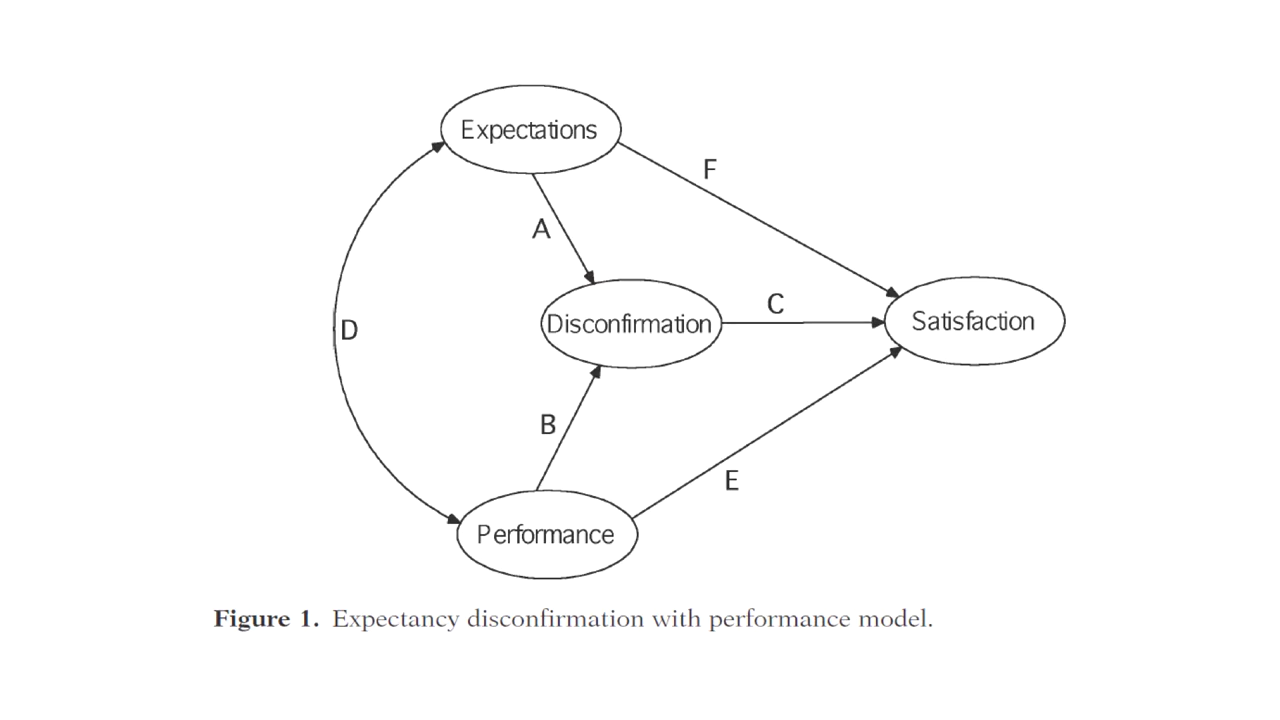 Expectations
F
A
C
Disconfirmation
Satisfaction
D
B
E
Performance
Figure 1. Expectancy disconfirmation with performance model.